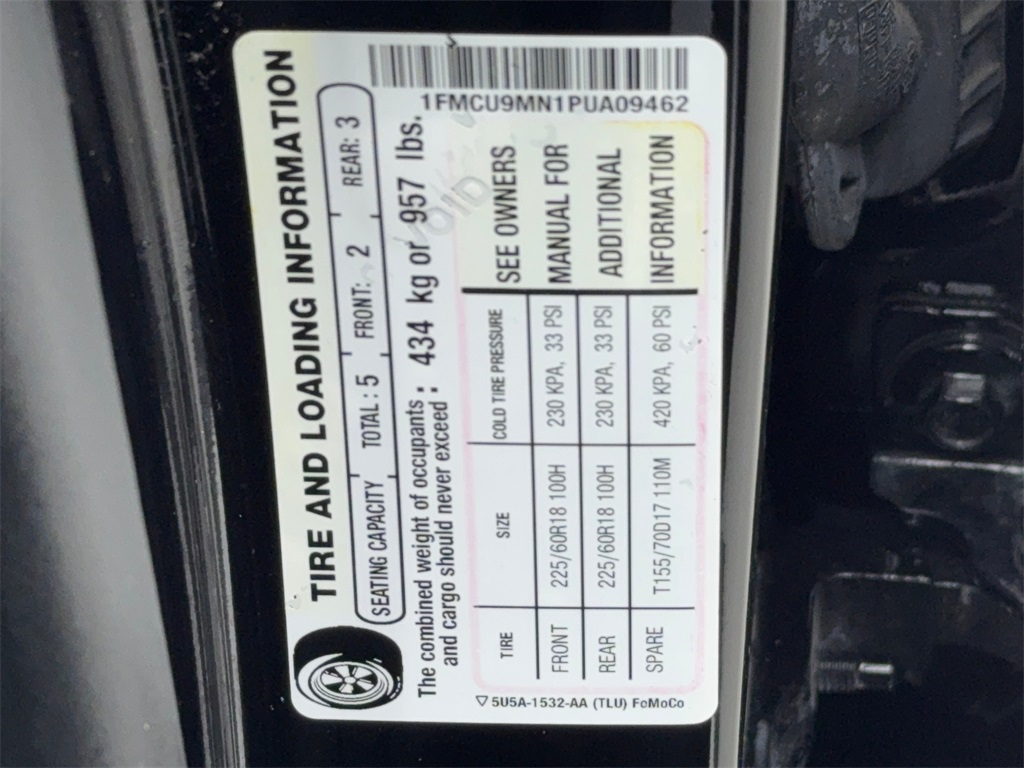 1FMCU9MN1PUA09462
TIRE AND LOADING INFORMATION
SEATING CAPACITY TOTAL: 5 FRONT: 2 REAR: 3
The combined weight of occupants : 434 kg or 957 lbs.
and cargo should never exceed :
TIRE SIZE COLD TIRE PRESSURE
FRONT 225/60R18 100H 230 KPA, 33 PSI
REAR 225/60R18 100H 230 KPA, 33 PSI
SPARE T155/70D17 110M 420 KPA, 60 PSI
SEE OWNERS
MANUAL FOR
ADDITIONAL
INFORMATION
5U5A-1532-AA (TLU) FoMoCo